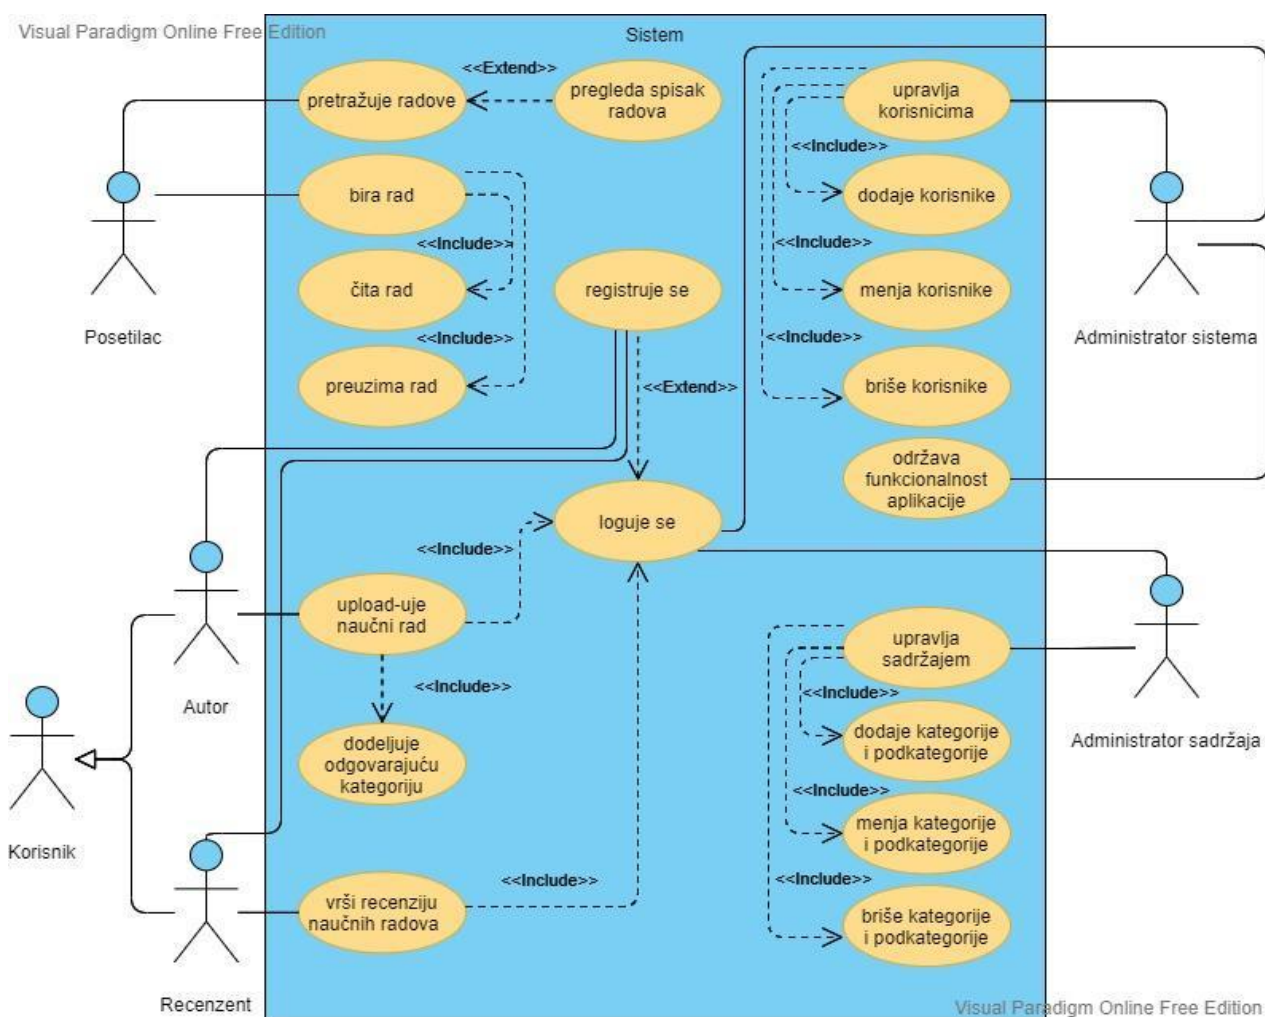 Visual Paradigm Online Free Edition
Sistem
<<Extend>>
pretražuje radove
pregleda spisak
radova
upravlja
korisnicima
<<Include>>
bira rad
dodaje korisnike
<<Include>>
čita rad
registruje se
<<Include>>
menja korisnike
Posetilac
Administrator sistema
<<Include>>
<<Include>>
preuzima rad
<<Extend>>
briše korisnike
održava
funkcionalnost
aplikacije
loguje se
<<Include>>
upload-uje
naučni rad
upravlja
sadržajem
<<Include>>
<<Include>>
Autor
dodeljuje
odgovarajuću
kategoriju
dodaje kategorije
i podkategorije
Administrator sadržaja
<<Include>>
menja kategorije
i podkategorije
Korisnik
<<Include>>
<<Include>>
vrši recenziju
naučnih radova
briše kategorije
i podkategorije
Recenzent
Visual Paradigm Online Free Edition